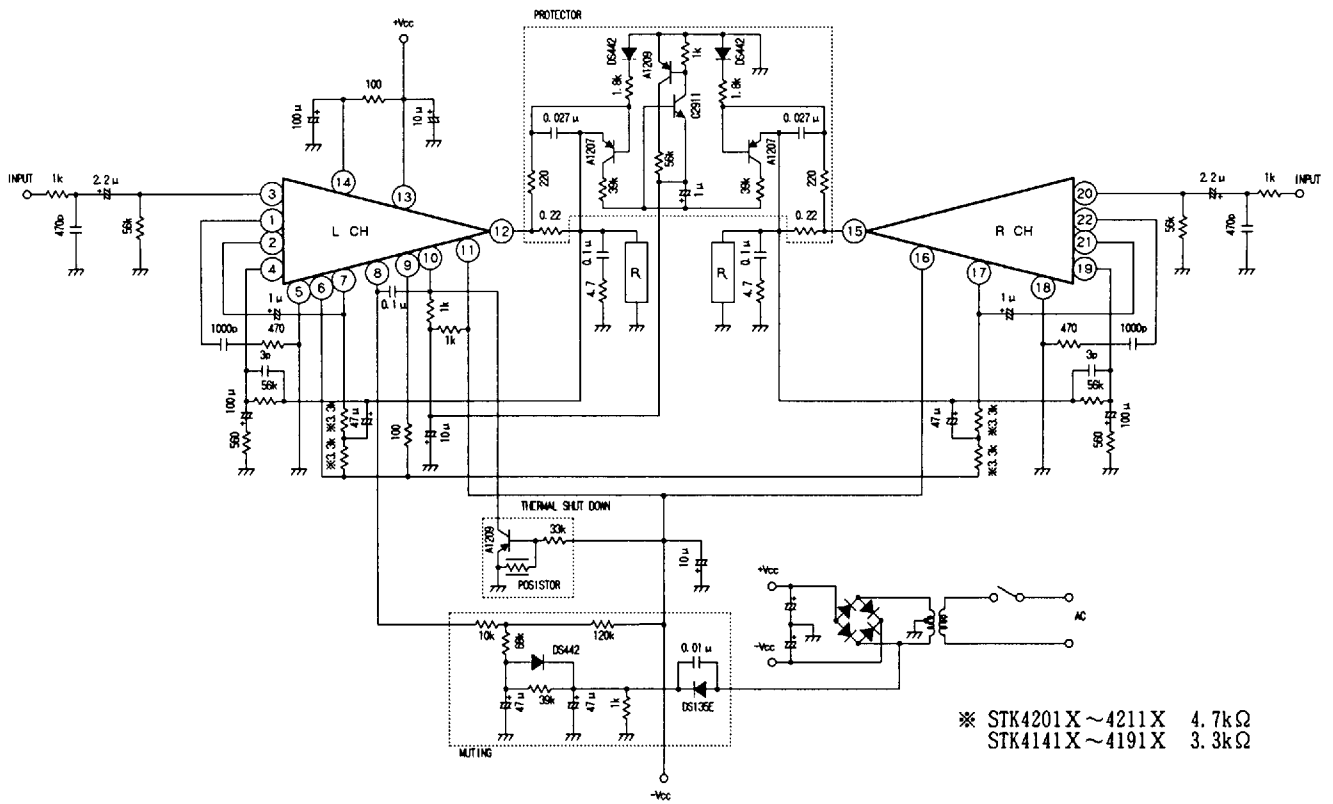 PROTECTOR
+Vcc
100
100μ
10μ
DS442
A1209
1k
DS442
1.8k
C2911
1.8k
0.027μ
0.027μ
A1207
56k
A1207
220
39k
1μ
39k
220
INPUT
1k
2.2μ
470p
56k
3
1
2
4
14
13
L CH
12
0.22
0.22
15
R CH
20
22
21
19
2.2μ
1k
INPUT
56k
470p
5
6
7
8
9
10
11
16
17
18
0.1μ
4.7
RL
RL
0.1μ
4.7
0.1μ
1k
1k
1μ
1000p
470
3p
56k
100μ
560
※3.3k
※3.3k
47μ
100
10μ
1μ
470
1000p
3p
56k
47μ
※3.3k
※3.3k
100μ
560
THERMAL SHUT DOWN
A1209
33k
POSISTOR
10μ
+Vcc
-Vcc
AC
10k
120k
DS442
0.01μ
39k
47μ
47μ
1k
DS135E
MUTING
-Vcc
※ STK4201X～4211X 4.7kΩ
STK4141X～4191X 3.3kΩ